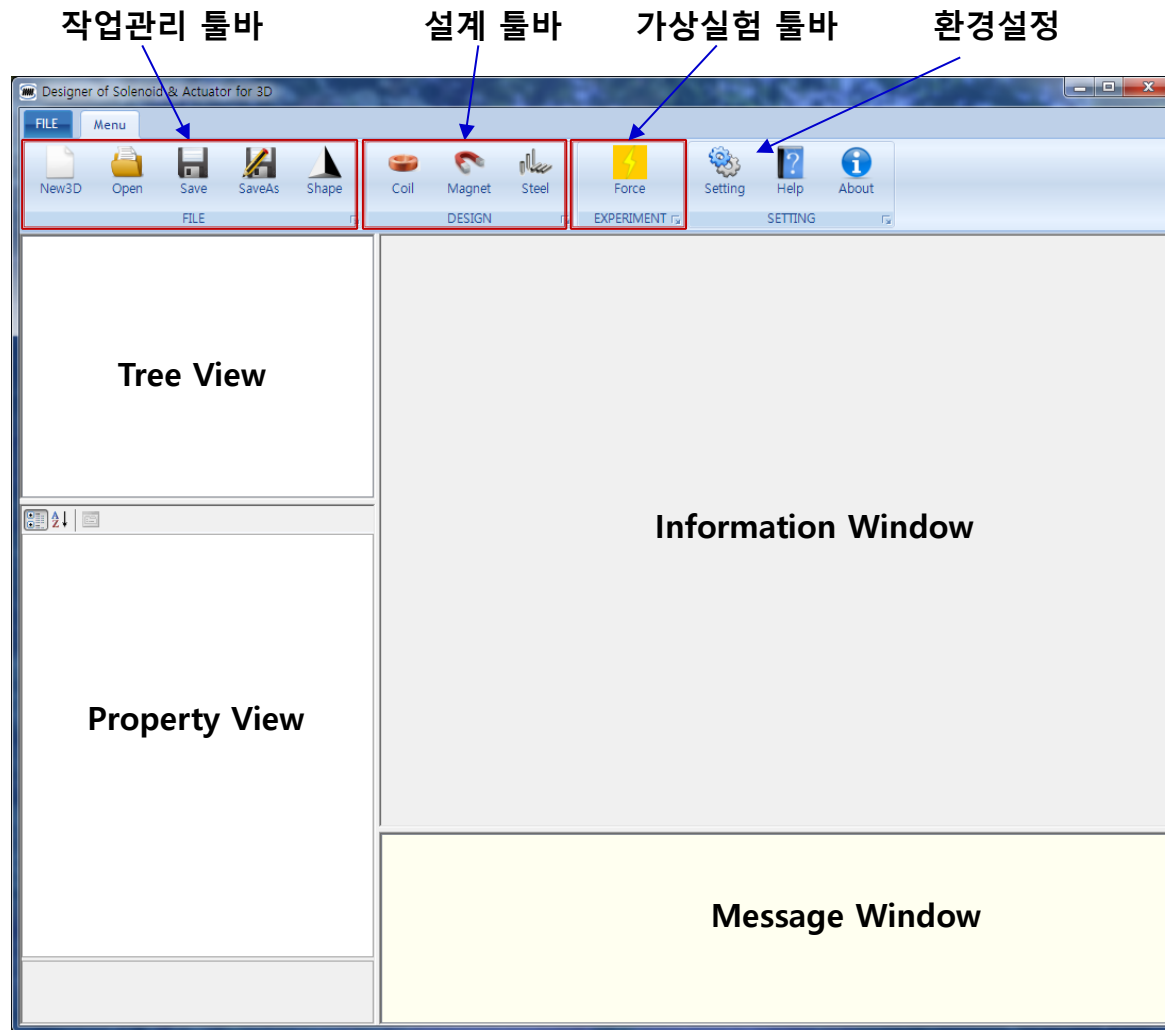 작업관리 툴바 설계 툴바 가상실험 툴바 환경설정
Designer of Solenoid & Actuator for 3D
FILE Menu
New3D Open Save SaveAs Shape Coil Magnet Steel Force Setting Help About
FILE DESIGN EXPERIMENT SETTING
Tree View
Information Window
Property View
Message Window